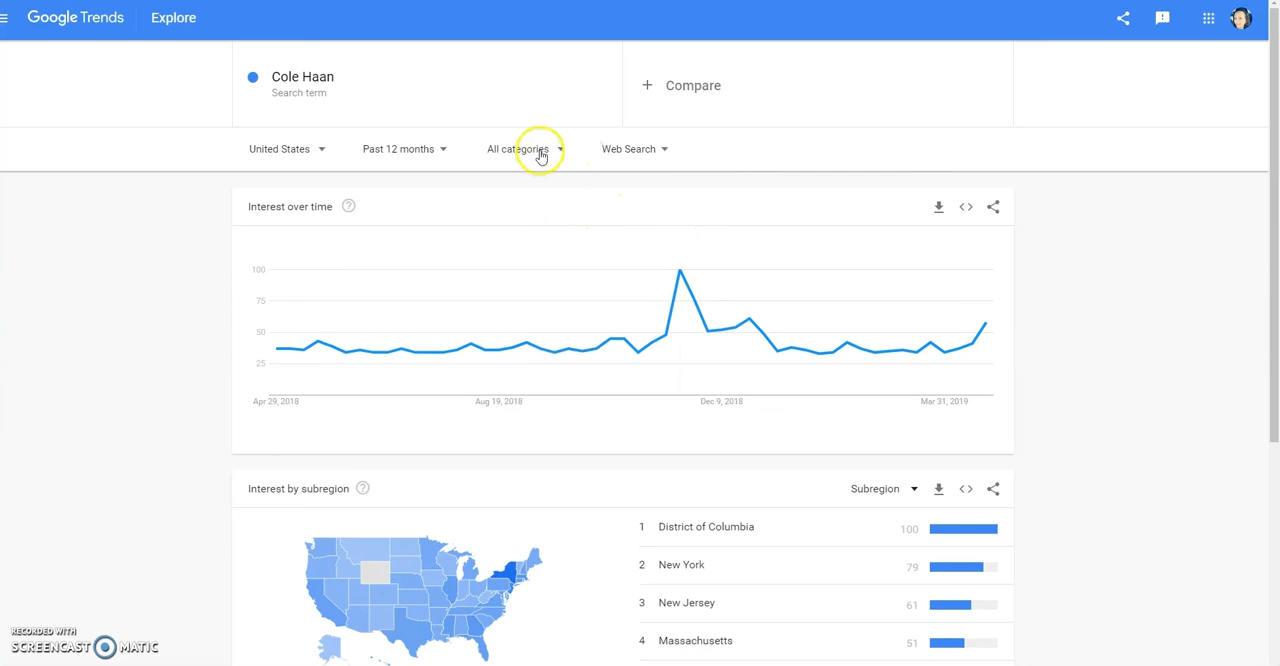 Google Trends Explore
Cole Haan
Search term
+ Compare
United States Past 12 months All categories Web Search
Interest over time ?
100
75
50
25
Apr 29, 2018 Aug 19, 2018 Dec 9, 2018 Mar 31, 2019
Interest by subregion ? Subregion
1 District of Columbia 100
2 New York 79
3 New Jersey 61
4 Massachusetts 51
RECORDED WITH
SCREENCAST MATIC